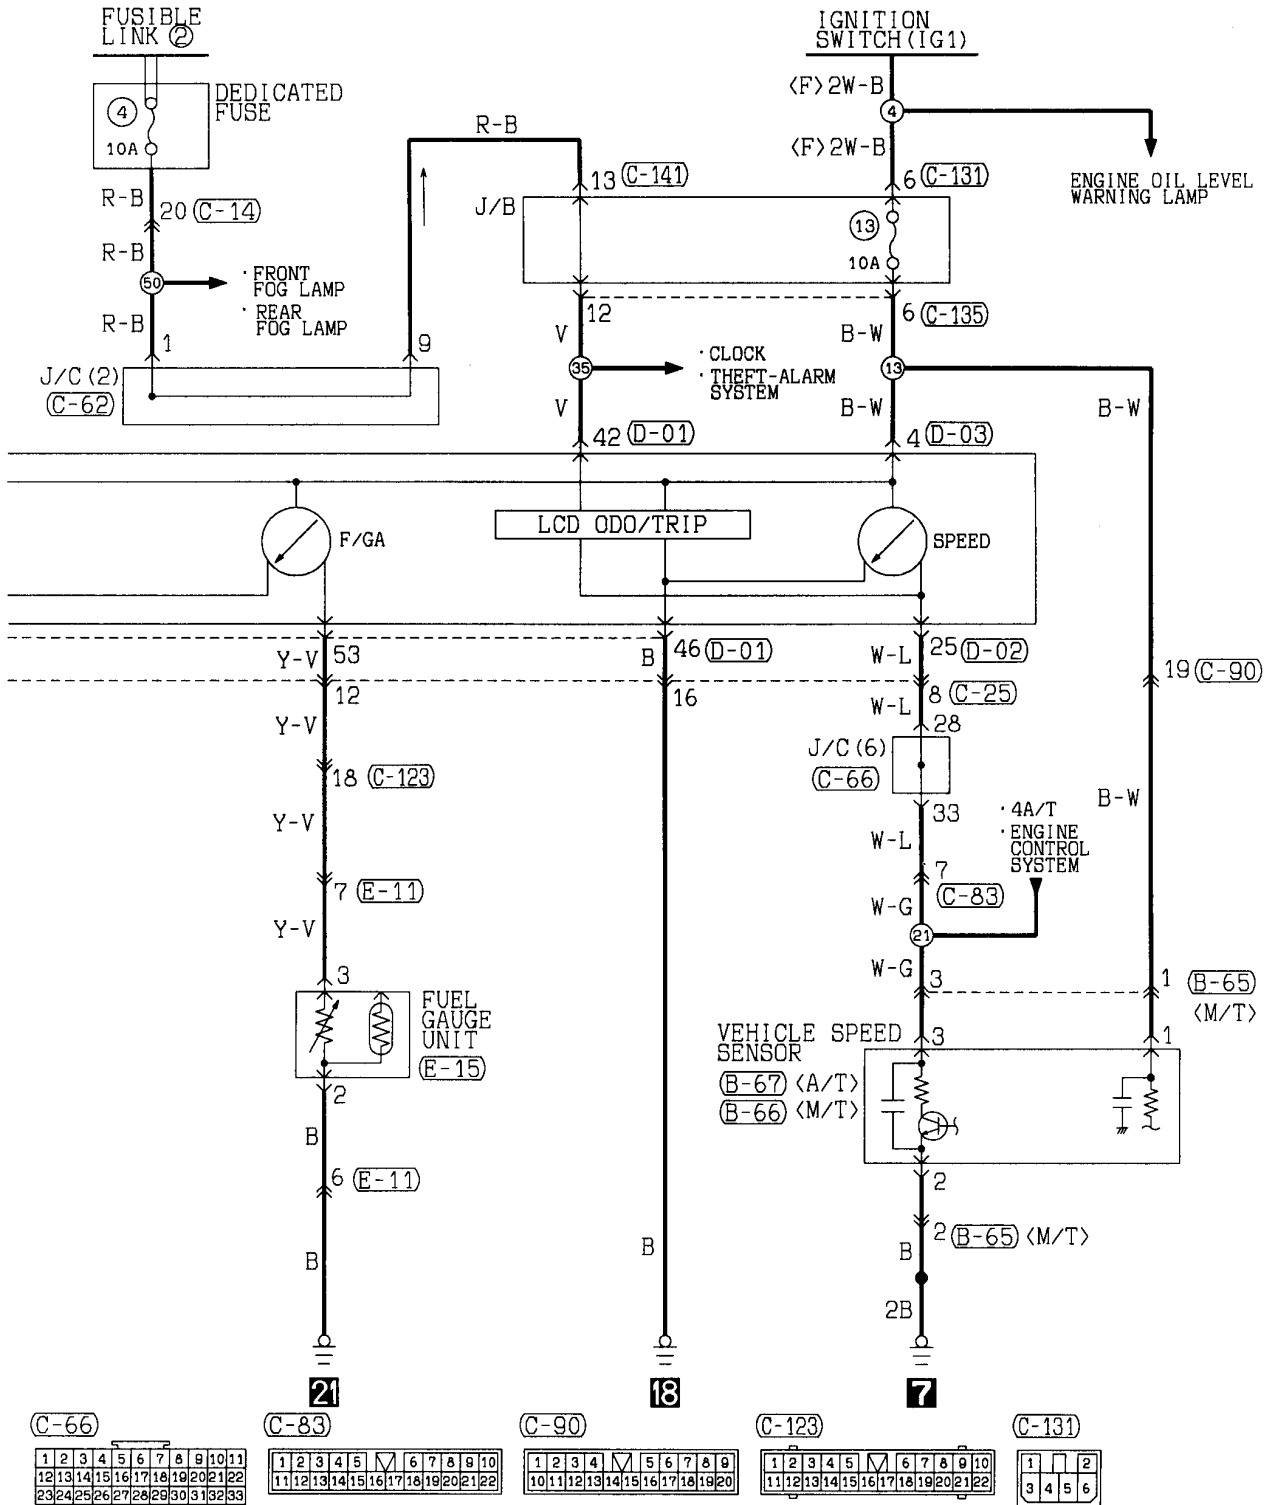 FUSIBLE
LINK ②
IGNITION
SWITCH(IG1)
DEDICATED
FUSE
4
10A
<F>2W-B
4
<F>2W-B
R-B
ENGINE OIL LEVEL
WARNING LAMP
R-B
20 (C-14)
13 (C-141)
6 (C-131)
J/B
13
10A
R-B
50
· FRONT
FOG LAMP
· REAR
FOG LAMP
R-B
1
9
12
6 (C-135)
V
B-W
J/C(2)
(C-62)
35
· CLOCK
· THEFT-ALARM
SYSTEM
13
V
B-W
B-W
42 (D-01)
4 (D-03)
F/GA
LCD ODO/TRIP
SPEED
Y-V
53
B
46 (D-01)
W-L
25 (D-02)
19 (C-90)
12
16
8 (C-25)
Y-V
W-L
28
J/C(6)
(C-66)
18 (C-123)
33
· 4A/T
· ENGINE
CONTROL
SYSTEM
B-W
Y-V
W-L
7
(C-83)
7 (E-11)
W-G
Y-V
21
W-G
3
3
1 (B-65)
<M/T>
FUEL
GAUGE
UNIT
(E-15)
VEHICLE SPEED
SENSOR
3
1
(B-67) <A/T>
(B-66) <M/T>
2
B
6 (E-11)
2
2 (B-65) <M/T>
B
B
B
2B
21
18
7
(C-66)
1 2 3 4 5 6 7 8 9 10 11
12 13 14 15 16 17 18 19 20 21 22
23 24 25 26 27 28 29 30 31 32 33
(C-83)
1 2 3 4 5 6 7 8 9 10
11 12 13 14 15 16 17 18 19 20 21 22
(C-90)
1 2 3 4 5 6 7 8 9
10 11 12 13 14 15 16 17 18 19 20
(C-123)
1 2 3 4 5 6 7 8 9 10
11 12 13 14 15 16 17 18 19 20 21 22
(C-131)
1 2
3 4 5 6